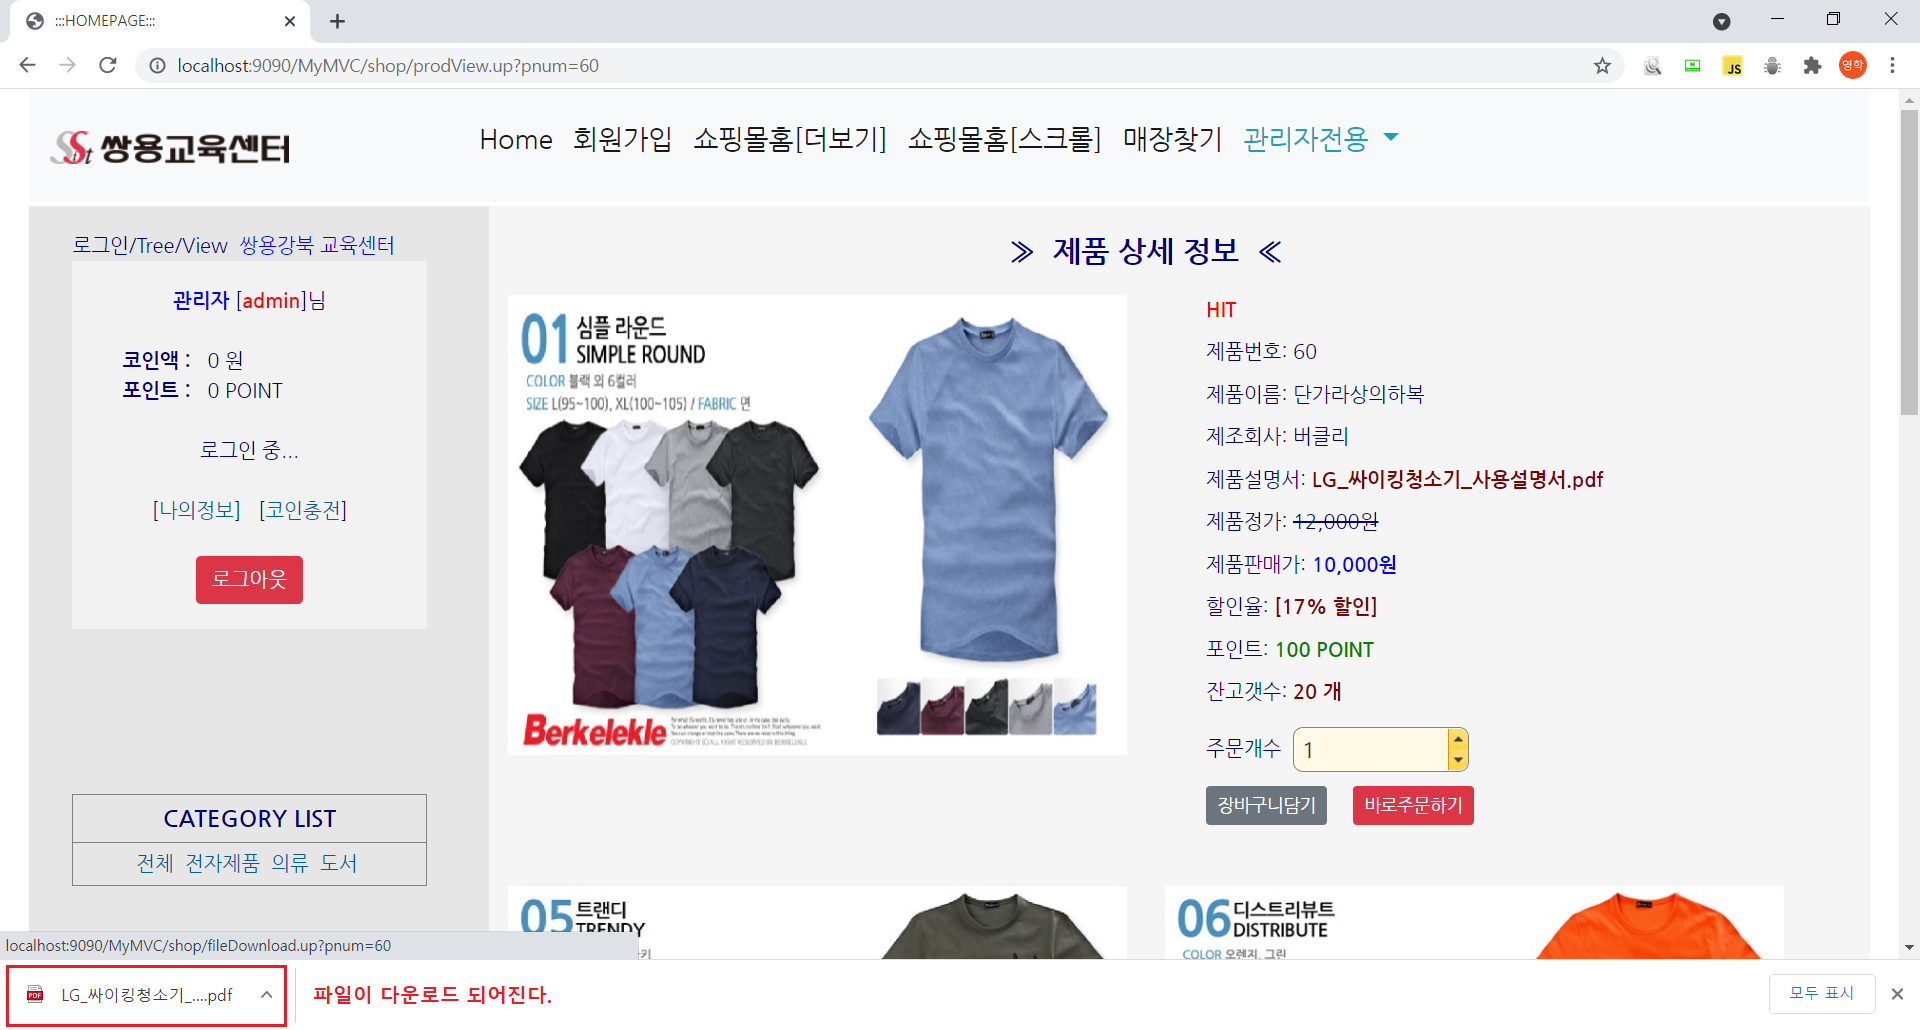 :::HOMEPAGE:::
localhost:9090/MyMVC/shop/prodView.up?pnum=60
JS
영학
SSit 쌍용교육센터
Home 회원가입 쇼핑몰홈[더보기] 쇼핑몰홈[스크롤] 매장찾기 관리자전용
로그인/Tree/View 쌍용강북 교육센터
관리자 [admin]님
코인액 : 0 원
포인트 : 0 POINT
로그인 중...
[나의정보] [코인충전]
로그아웃
CATEGORY LIST
전체 전자제품 의류 도서
≫ 제품 상세 정보 ≪
01 심플 라운드
SIMPLE ROUND
COLOR 블랙 외 6컬러
SIZE L(95~100), XL(100~105) / FABRIC 면
Berkelekle
HIT
제품번호: 60
제품이름: 단가라상의하복
제조회사: 버클리
제품설명서: LG_싸이킹청소기_사용설명서.pdf
제품정가: 12,000원
제품판매가: 10,000원
할인율: [17% 할인]
포인트: 100 POINT
잔고갯수: 20 개
주문개수 1
장바구니담기 바로주문하기
05 트랜디
TRENDY
06 디스트리뷰트
DISTRIBUTE
COLOR 오렌지, 그린
localhost:9090/MyMVC/shop/fileDownload.up?pnum=60
PDF LG_싸이킹청소기_....pdf
파일이 다운로드 되어진다.
모두 표시